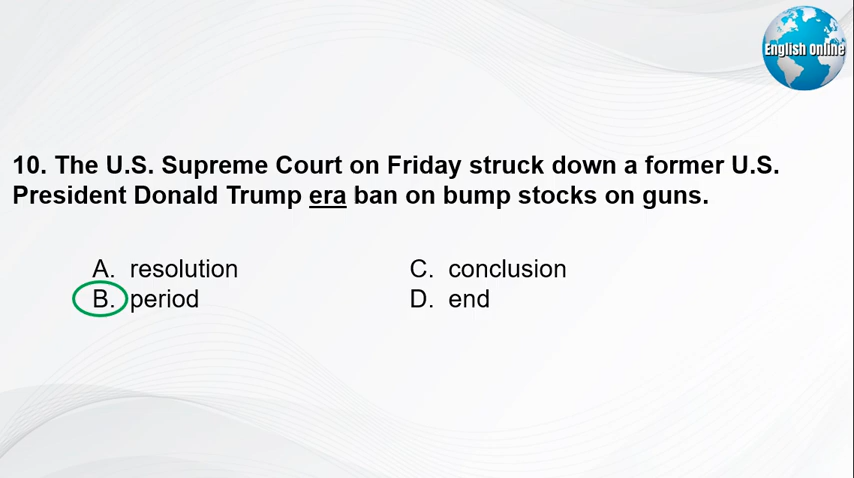 English Online
10. The U.S. Supreme Court on Friday struck down a former U.S.
President Donald Trump era ban on bump stocks on guns.
A. resolution
B. period
C. conclusion
D. end